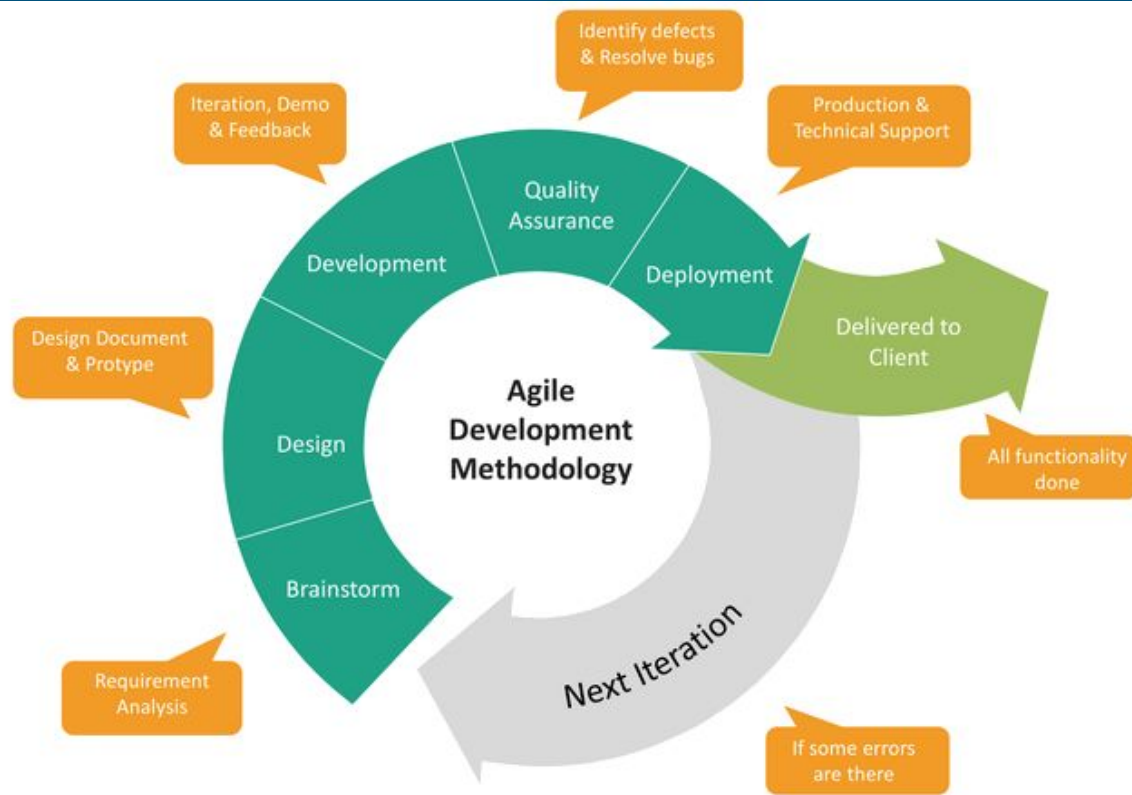 Identify defects
& Resolve bugs
Iteration, Demo
& Feedback
Production &
Technical Support
Quality
Assurance
Development
Deployment
Design Document
& Protype
Delivered to
Client
Agile
Development
Methodology
Design
All functionality
done
Brainstorm
Next Iteration
Requirement
Analysis
If some errors
are there